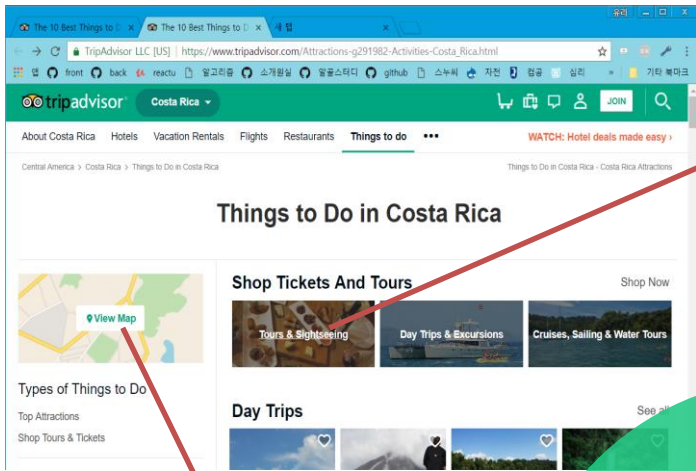 유리
The 10 Best Things to D
The 10 Best Things to D
새 탭
TripAdvisor LLC [US] | https://www.tripadvisor.com/Attractions-g291982-Activities-Costa_Rica.html
앱 front back reactu 알고리즘 소개원실 알골스터디 github 스누씨 사전 컴공 심리 » 기타 북마크
tripadvisor Costa Rica JOIN
About Costa Rica Hotels Vacation Rentals Flights Restaurants Things to do ••• WATCH: Hotel deals made easy ›
Central America > Costa Rica > Things to Do in Costa Rica
Things to Do in Costa Rica - Costa Rica Attractions
Things to Do in Costa Rica
View Map
Shop Tickets And Tours
Shop Now
Tours & Sightseeing
Day Trips & Excursions
Cruises, Sailing & Water Tours
Types of Things to Do
Top Attractions
Shop Tours & Tickets
Day Trips
See all